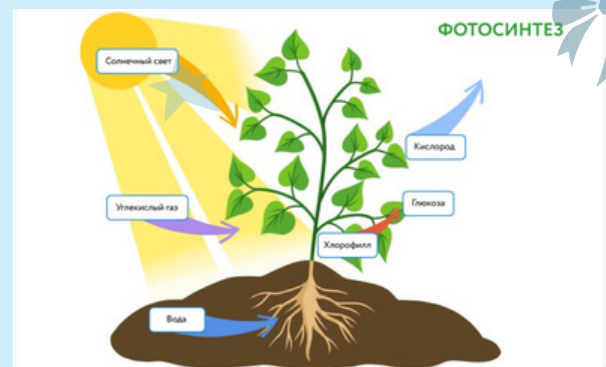 ФОТОСИНТЕЗ
Солнечный свет
Кислород
Углекислый газ
Глюкоза
Хлорофилл
Вода